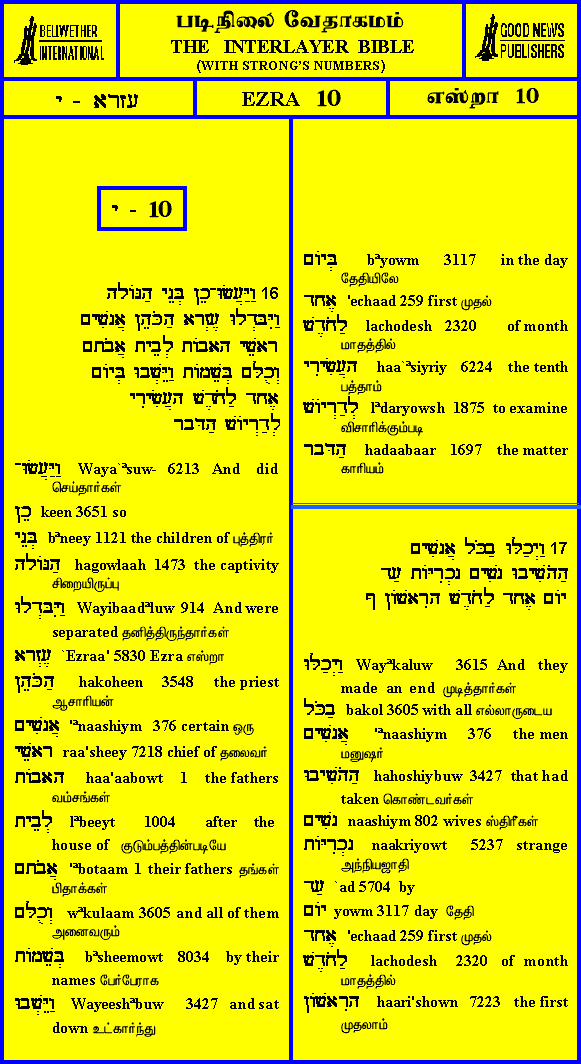 BELLWETHER
INTERNATIONAL
படிநிலை வேதாகமம்
THE INTERLAYER BIBLE
(WITH STRONG'S NUMBERS)
GOOD NEWS
PUBLISHERS
עזרא - י
EZRA 10
எஸ்றா 10
י - 10
16 וַיַּעֲשׂוּ־כֵן בְּנֵי הַגּוֹלָה
וַיִּבָּדְלוּ עֶזְרָא הַכֹּהֵן אֲנָשִׁים
רָאשֵׁי הָאָבוֹת לְבֵית אֲבֹתָם
וְכֻלָּם בְּשֵׁמוֹת וַיֵּשְׁבוּ בְּיוֹם
אֶחָד לַחֹדֶשׁ הָעֲשִׂירִי
לְדַרְיוֹשׁ הַדָּבָר
וַיַּעֲשׂוּ־ Waya`ªsuw- 6213 And did
செய்தார்கள்
כֵן keen 3651 so
בְּנֵי bªneey 1121 the children of புத்திரர்
הַגּוֹלָה hagowlaah 1473 the captivity
சிறையிருப்பு
וַיִּבָּדְלוּ Wayibaadªluw 914 And were
separated தனித்திருந்தார்கள்
עֶזְרָא `Ezraa' 5830 Ezra எஸ்றா
הַכֹּהֵן hakoheen 3548 the priest
ஆசாரியன்
אֲנָשִׁים 'ªnaashiym 376 certain ஒரு
רָאשֵׁי raa'sheey 7218 chief of தலைவர்
הָאָבוֹת haa'aabowt 1 the fathers
வம்சங்கள்
לְבֵית lªbeeyt 1004 after the
house of குடும்பத்தின்படியே
אֲבֹתָם 'ªbotaam 1 their fathers தங்கள்
பிதாக்கள்
וְכֻלָּם wªkulaam 3605 and all of them
அனைவரும்
בְּשֵׁמוֹת bªsheemowt 8034 by their
names பேர்பேராக
וַיֵּשְׁבוּ Wayeeshªbuw 3427 and sat
down உட்கார்ந்து
בְּיוֹם bªyowm 3117 in the day
தேதியிலே
אֶחָד 'echaad 259 first முதல்
לַחֹדֶשׁ lachodesh 2320 of month
மாதத்தில்
הָעֲשִׂירִי haa`ªsiyriy 6224 the tenth
பத்தாம்
לְדַרְיוֹשׁ lªdaryowsh 1875 to examine
விசாரிக்கும்படி
הַדָּבָר hadaabaar 1697 the matter
காரியம்
17 וַיְכַלּוּ בַכֹּל אֲנָשִׁים
הַהֹשִׁיבוּ נָשִׁים נָכְרִיּוֹת עַד
יוֹם אֶחָד לַחֹדֶשׁ הָרִאשׁוֹן׃ ף
וַיְכַלּוּ Wayªkaluw 3615 And they
made an end முடித்தார்கள்
בַכֹּל bakol 3605 with all எல்லாருடைய
אֲנָשִׁים 'ªnaashiym 376 the men
மனுஷர்
הַהֹשִׁיבוּ hahoshiybuw 3427 that had
taken கொண்டவர்கள்
נָשִׁים naashiym 802 wives ஸ்திரீகள்
נָכְרִיּוֹת naakriyowt 5237 strange
அந்நியஜாதி
עַד `ad 5704 by
יוֹם yowm 3117 day தேதி
אֶחָד 'echaad 259 first முதல்
לַחֹדֶשׁ lachodesh 2320 of month
மாதத்தில்
הָרִאשׁוֹן haari'shown 7223 the first
முதலாம்